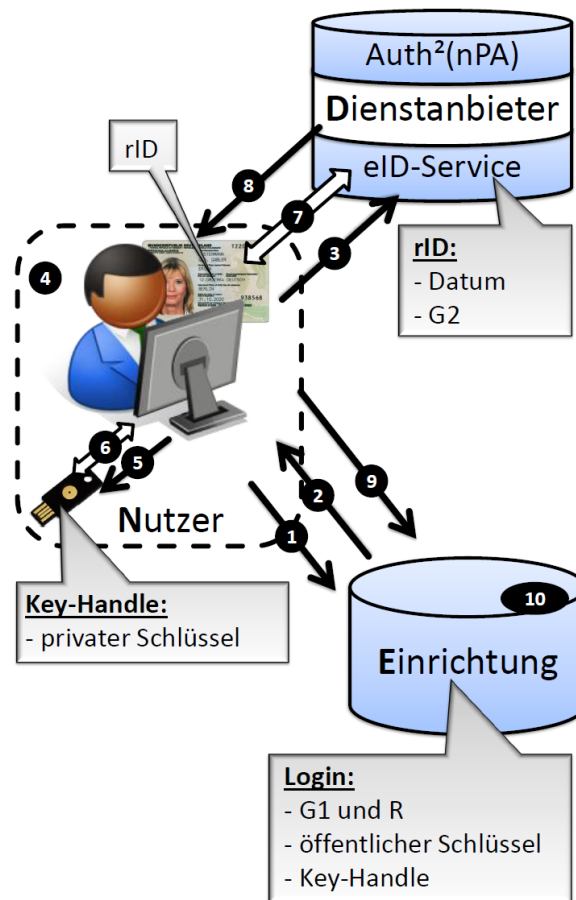 Auth²(nPA)
Dienstanbieter
eID-Service
rID
8
7
3
rID:
- Datum
- G2
4
6
5
Nutzer
1
2
9
10
Key-Handle:
- privater Schlüssel
Einrichtung
Login:
- G1 und R
- öffentlicher Schlüssel
- Key-Handle